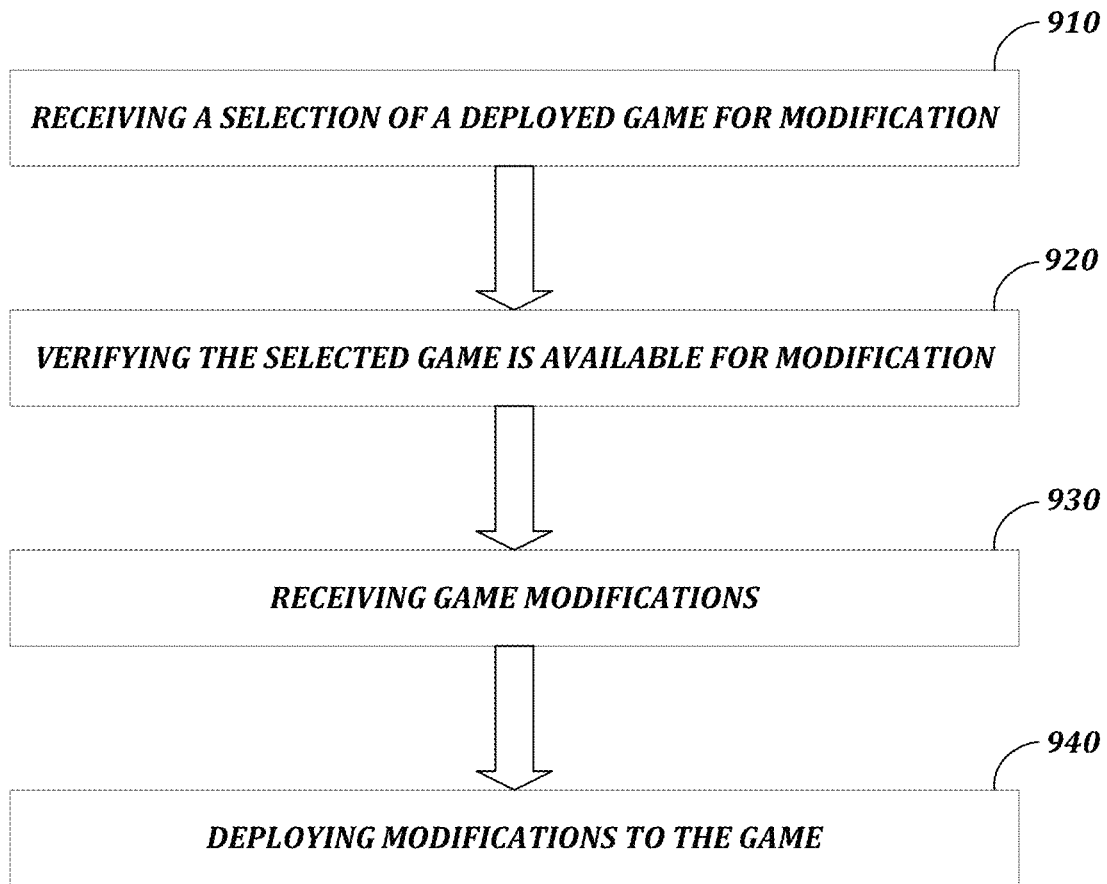 910
RECEIVING A SELECTION OF A DEPLOYED GAME FOR MODIFICATION
920
VERIFYING THE SELECTED GAME IS AVAILABLE FOR MODIFICATION
930
RECEIVING GAME MODIFICATIONS
940
DEPLOYING MODIFICATIONS TO THE GAME